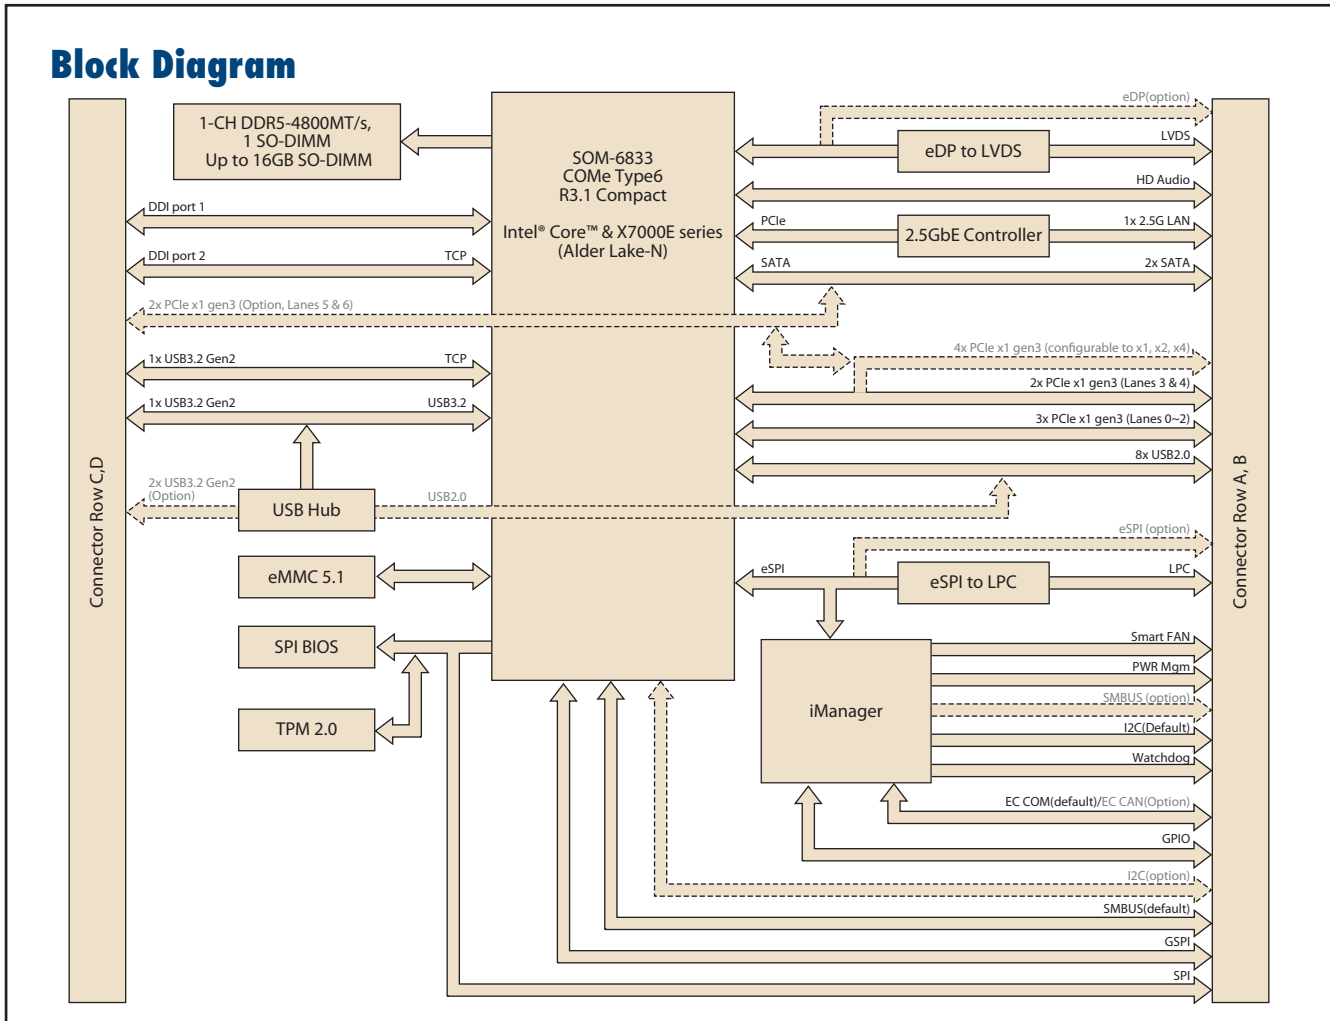 Block Diagram
1-CH DDR5-4800MT/s,
1 SO-DIMM
Up to 16GB SO-DIMM
SOM-6833
COMe Type6
R3.1 Compact
Intel® Core™ & X7000E series
(Alder Lake-N)
eDP(option)
LVDS
eDP to LVDS
HD Audio
PCIe
2.5GbE Controller
1x 2.5G LAN
SATA
2x SATA
DDI port 1
DDI port 2
TCP
2x PCIe x1 gen3 (Option, Lanes 5 & 6)
4x PCIe x1 gen3 (configurable to x1, x2, x4)
1x USB3.2 Gen2
TCP
2x PCIe x1 gen3 (Lanes 3 & 4)
1x USB3.2 Gen2
USB3.2
3x PCIe x1 gen3 (Lanes 0~2)
8x USB2.0
2x USB3.2 Gen2
(Option)
USB Hub
USB2.0
Connector Row C,D
Connector Row A, B
eSPI (option)
eMMC 5.1
eSPI
eSPI to LPC
LPC
SPI BIOS
TPM 2.0
iManager
Smart FAN
PWR Mgm
SMBUS (option)
I2C(Default)
Watchdog
EC COM(default)/EC CAN(Option)
GPIO
I2C(option)
SMBUS(default)
GSPI
SPI